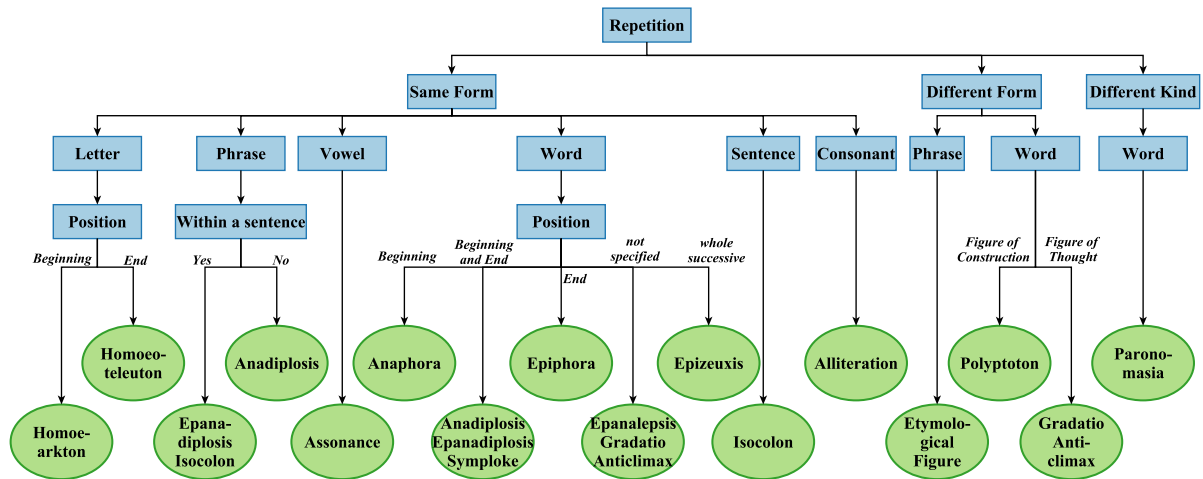 Repetition
Same Form
Different Form
Different Kind
Letter
Phrase
Vowel
Word
Sentence
Consonant
Phrase
Word
Word
Position
Within a sentence
Position
Beginning
End
Yes
No
Beginning
Beginning
and End
End
not
specified
whole
successive
Figure of
Construction
Figure of
Thought
Homoeo-
teleuton
Anadiplosis
Anaphora
Epiphora
Epizeuxis
Alliteration
Polyptoton
Parono-
masia
Homoe-
arkton
Epana-
diplosis
Isocolon
Assonance
Anadiplosis
Epanadiplosis
Symploke
Epanalepsis
Gradatio
Anticlimax
Isocolon
Etymolo-
gical
Figure
Gradatio
Anti-
climax